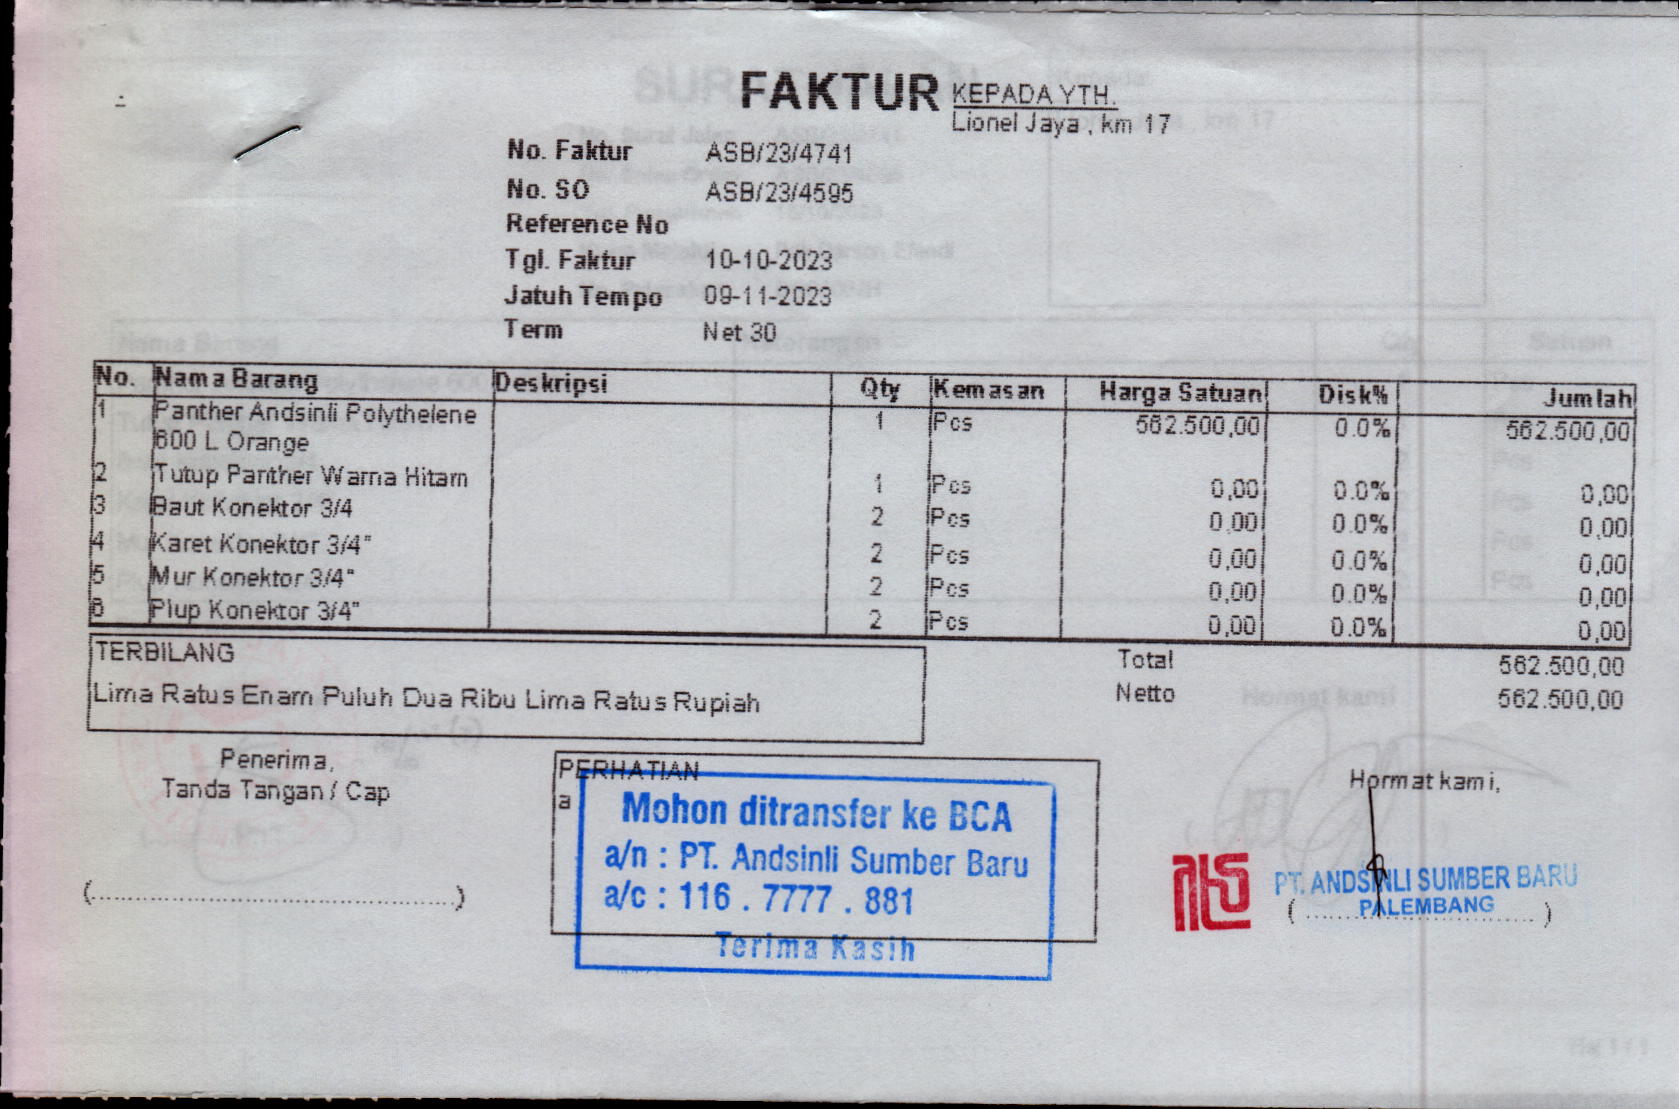 FAKTUR
KEPADA YTH.
Lionel Jaya , km 17
No. Faktur ASB/23/4741
No. SO ASB/23/4595
Reference No
Tgl. Faktur 10-10-2023
Jatuh Tempo 09-11-2023
Term Net 30
No. Nama Barang Deskripsi Qty Kemasan Harga Satuan Disk% Jumlah
1 Panther Andsinli Polythelene 1 Pcs 562.500,00 0.0% 562.500,00
600 L Orange
2 Tutup Panther Warna Hitam 1 Pcs 0,00 0.0% 0,00
3 Baut Konektor 3/4 2 Pcs 0,00 0.0% 0,00
4 Karet Konektor 3/4" 2 Pcs 0,00 0.0% 0,00
5 Mur Konektor 3/4" 2 Pcs 0,00 0.0% 0,00
6 Plup Konektor 3/4" 2 Pcs 0,00 0.0% 0,00
TERBILANG
Lima Ratus Enam Puluh Dua Ribu Lima Ratus Rupiah
Total 562.500,00
Netto 562.500,00
Penerima,
Tanda Tangan / Cap
(........................................)
PERHATIAN
a
Mohon ditransfer ke BCA
a/n : PT. Andsinli Sumber Baru
a/c : 116 . 7777 . 881
Terima Kasih
Hormat kami,
PT. ANDSINLI SUMBER BARU
PALEMBANG
(........................................)